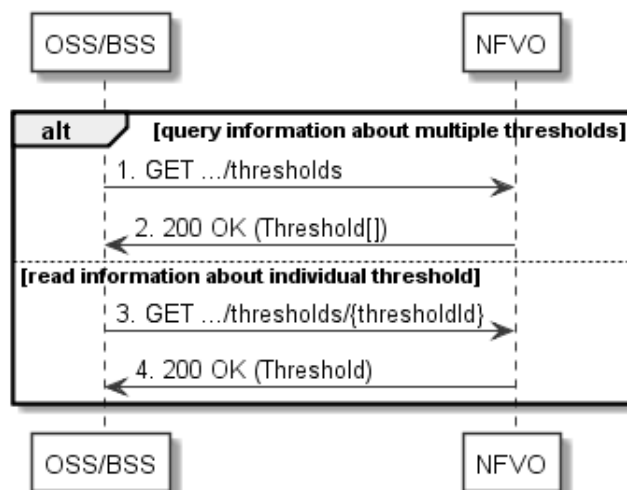 OSS/BSS NFVO
alt [query information about multiple thresholds]
1. GET .../thresholds
2. 200 OK (Threshold[])
[read information about individual threshold]
3. GET .../thresholds/{thresholdId}
4. 200 OK (Threshold)
OSS/BSS NFVO